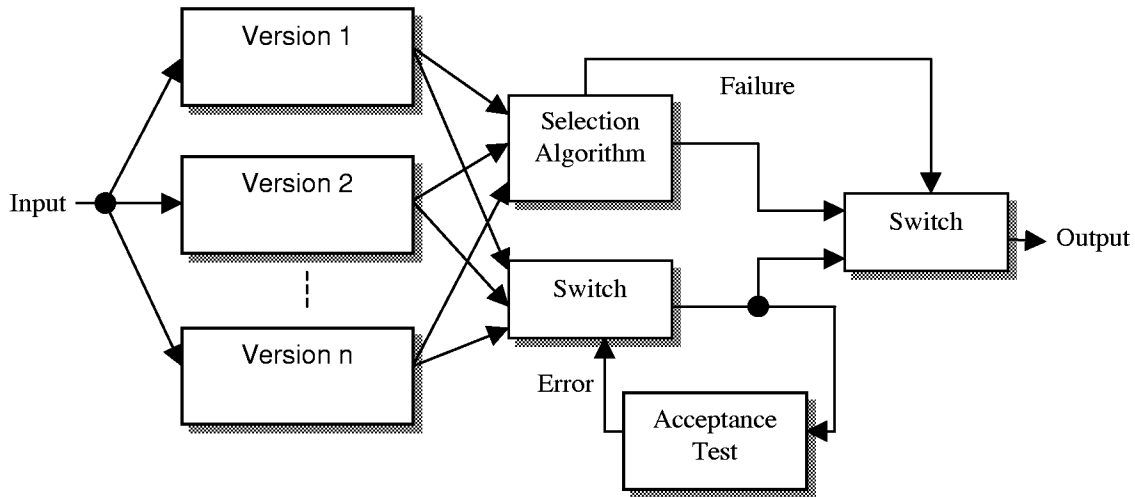 Version 1
Failure
Selection
Algorithm
Version 2
Input
Switch
Output
Switch
Version n
Error
Acceptance
Test